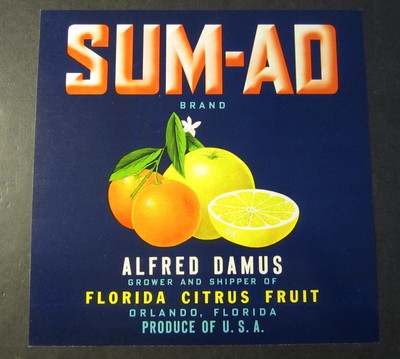 SUM-AD
BRAND
ALFRED DAMUS
GROWER AND SHIPPER OF
FLORIDA CITRUS FRUIT
ORLANDO, FLORIDA
PRODUCE OF U.S.A.